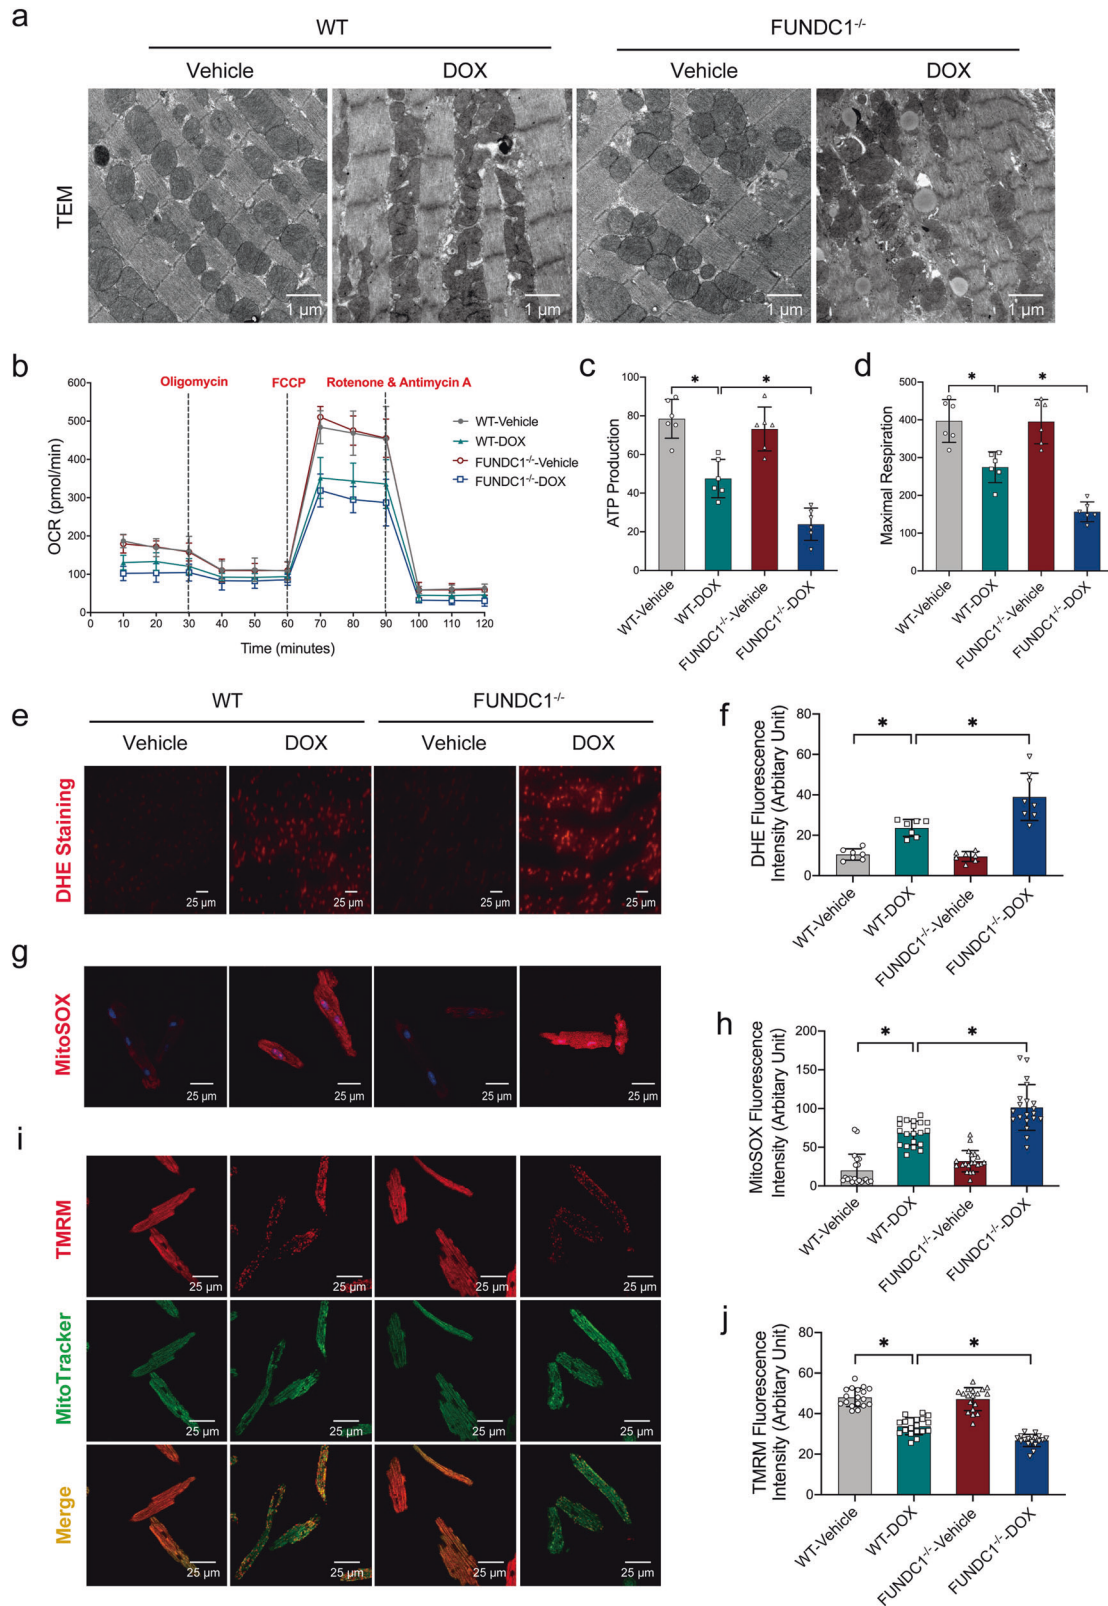 a
WT
FUNDC1-/-
Vehicle
DOX
Vehicle
DOX
TEM
1 μm
1 μm
1 μm
1 μm
b
Oligomycin
FCCP
Rotenone & Antimycin A
OCR (pmol/min)
600
500
400
300
200
100
0
0 10 20 30 40 50 60 70 80 90 100 110 120
Time (minutes)
WT-Vehicle
WT-DOX
FUNDC1-/--Vehicle
FUNDC1-/--DOX
c
ATP Production
100
80
60
40
20
0
* *
WT-Vehicle
WT-DOX
FUNDC1-/--Vehicle
FUNDC1-/--DOX
d
Maximal Respiration
500
400
300
200
100
0
* *
WT-Vehicle
WT-DOX
FUNDC1-/--Vehicle
FUNDC1-/--DOX
e
WT
FUNDC1-/-
Vehicle
DOX
Vehicle
DOX
DHE Staining
25 μm
25 μm
25 μm
25 μm
f
DHE Fluorescence
Intensity (Arbitary Unit)
80
60
40
20
0
* *
WT-Vehicle
WT-DOX
FUNDC1-/--Vehicle
FUNDC1-/--DOX
g
MitoSOX
25 μm
25 μm
25 μm
25 μm
h
MitoSOX Fluorescence
Intensity (Arbitary Unit)
200
150
100
50
0
* *
WT-Vehicle
WT-DOX
FUNDC1-/--Vehicle
FUNDC1-/--DOX
i
TMRM
25 μm
25 μm
25 μm
25 μm
MitoTracker
25 μm
25 μm
25 μm
25 μm
Merge
25 μm
25 μm
25 μm
25 μm
j
TMRM Fluorescence
Intensity (Arbitary Unit)
80
60
40
20
0
* *
WT-Vehicle
WT-DOX
FUNDC1-/--Vehicle
FUNDC1-/--DOX